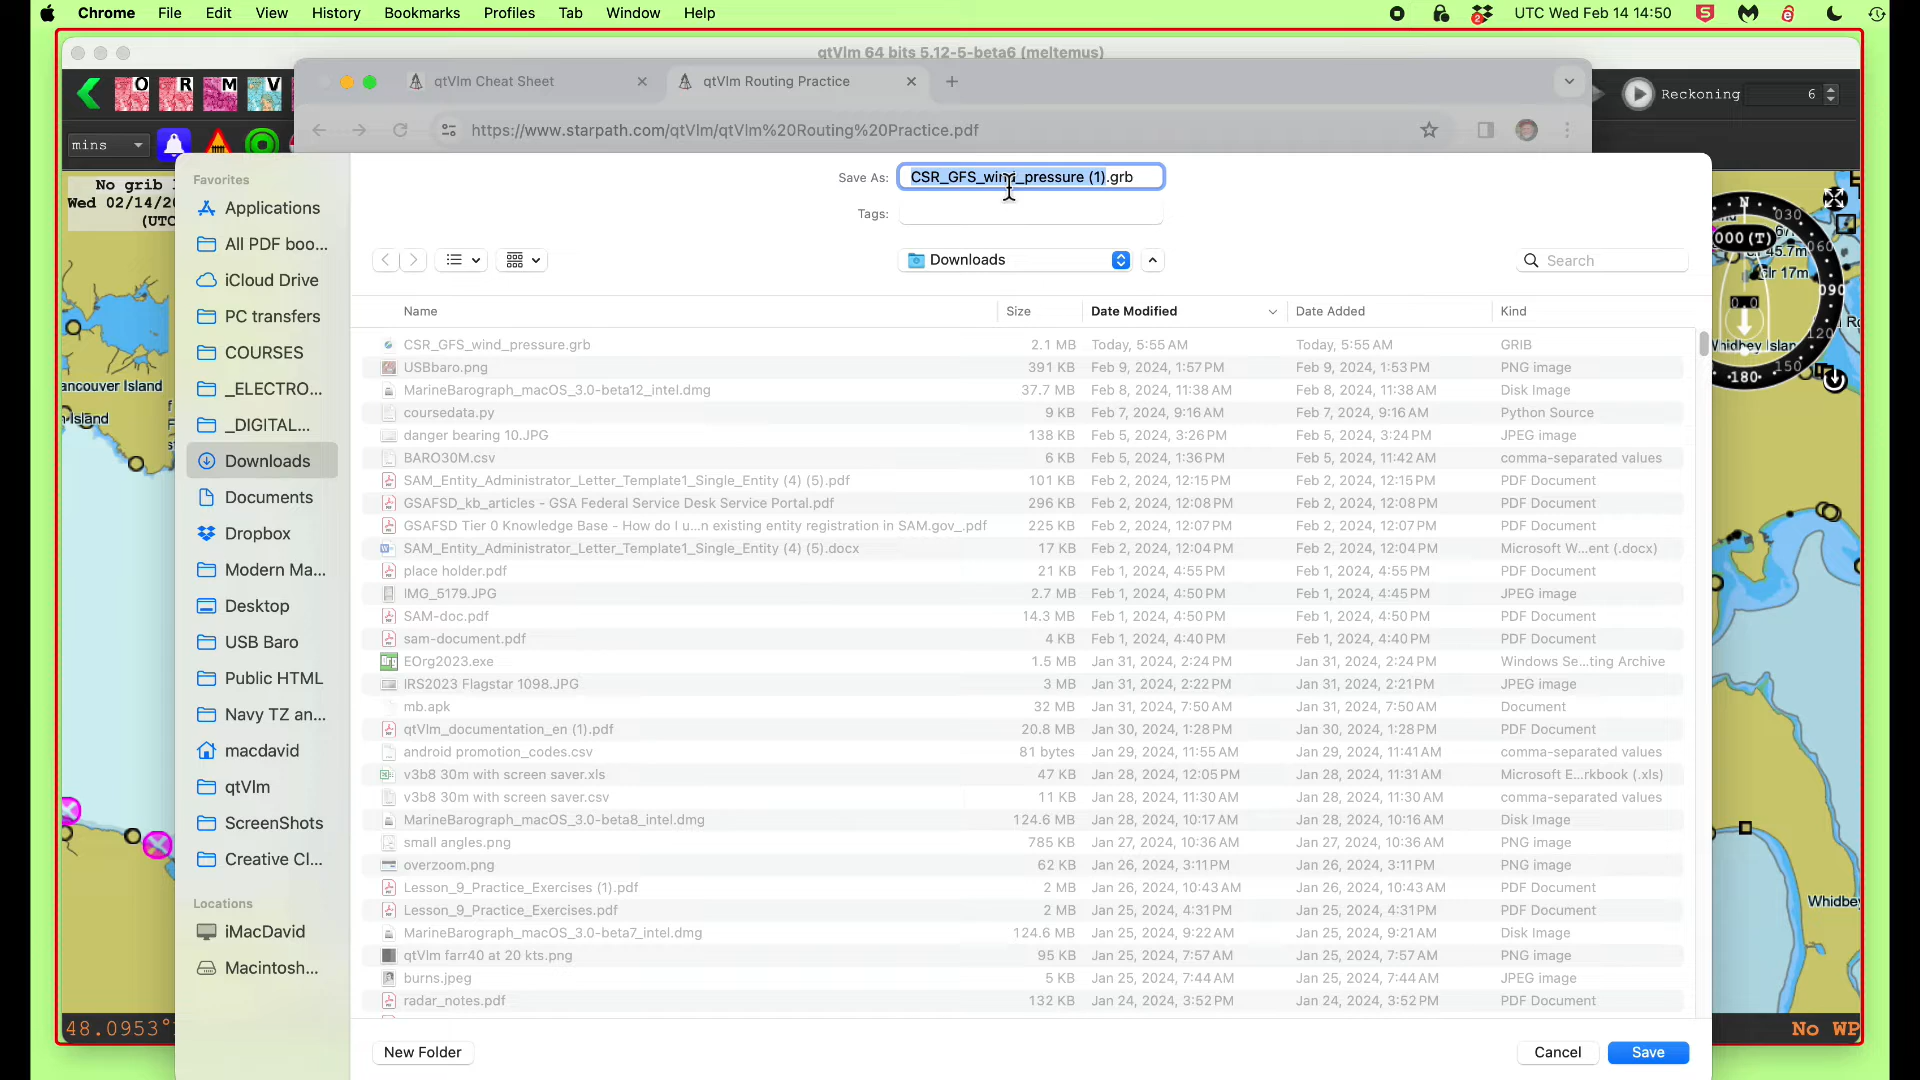 Chrome File Edit View History Bookmarks Profiles Tab Window Help 2 UTC Wed Feb 14 14:50
qtVlm 64 bits 5.12-5-beta6 (meltemus)
O R M V qtVlm Cheat Sheet qtVlm Routing Practice Reckoning 6
mins https://www.starpath.com/qtVlm/qtVlm%20Routing%20Practice.pdf
No grib
Wed 02/14/20
(UTC
Save As: CSR_GFS_wind_pressure (1).grb
Tags:
Downloads Search
Favorites
Applications
All PDF boo...
iCloud Drive
PC transfers
COURSES
_ELECTRO...
_DIGITAL...
Downloads
Documents
Dropbox
Modern Ma...
Desktop
USB Baro
Public HTML
Navy TZ an...
macdavid
qtVlm
ScreenShots
Creative Cl...
Locations
iMacDavid
Macintosh...
Name Size Date Modified Date Added Kind
CSR_GFS_wind_pressure.grb 2.1 MB Today, 5:55 AM Today, 5:55 AM GRIB
USBbaro.png 391 KB Feb 9, 2024, 1:57 PM Feb 9, 2024, 1:53 PM PNG image
MarineBarograph_macOS_3.0-beta12_intel.dmg 37.7 MB Feb 8, 2024, 11:38 AM Feb 8, 2024, 11:38 AM Disk Image
coursedata.py 9 KB Feb 7, 2024, 9:16 AM Feb 7, 2024, 9:16 AM Python Source
danger bearing 10.JPG 138 KB Feb 5, 2024, 3:26 PM Feb 5, 2024, 3:24 PM JPEG image
BARO30M.csv 6 KB Feb 5, 2024, 1:36 PM Feb 5, 2024, 11:42 AM comma-separated values
SAM_Entity_Administrator_Letter_Template1_Single_Entity (4) (5).pdf 101 KB Feb 2, 2024, 12:15 PM Feb 2, 2024, 12:15 PM PDF Document
GSAFSD_kb_articles - GSA Federal Service Desk Service Portal.pdf 296 KB Feb 2, 2024, 12:08 PM Feb 2, 2024, 12:08 PM PDF Document
GSAFSD Tier 0 Knowledge Base - How do I u...n existing entity registration in SAM.gov_.pdf 225 KB Feb 2, 2024, 12:07 PM Feb 2, 2024, 12:07 PM PDF Document
SAM_Entity_Administrator_Letter_Template1_Single_Entity (4) (5).docx 17 KB Feb 2, 2024, 12:04 PM Feb 2, 2024, 12:04 PM Microsoft W...ent (.docx)
place holder.pdf 21 KB Feb 1, 2024, 4:55 PM Feb 1, 2024, 4:55 PM PDF Document
IMG_5179.JPG 2.7 MB Feb 1, 2024, 4:50 PM Feb 1, 2024, 4:45 PM JPEG image
SAM-doc.pdf 14.3 MB Feb 1, 2024, 4:50 PM Feb 1, 2024, 4:50 PM PDF Document
sam-document.pdf 4 KB Feb 1, 2024, 4:40 PM Feb 1, 2024, 4:40 PM PDF Document
EOrg2023.exe 1.5 MB Jan 31, 2024, 2:24 PM Jan 31, 2024, 2:24 PM Windows Se...ting Archive
IRS2023 Flagstar 1098.JPG 3 MB Jan 31, 2024, 2:22 PM Jan 31, 2024, 2:21 PM JPEG image
mb.apk 32 MB Jan 31, 2024, 7:50 AM Jan 31, 2024, 7:50 AM Document
qtVlm_documentation_en (1).pdf 20.8 MB Jan 30, 2024, 1:28 PM Jan 30, 2024, 1:28 PM PDF Document
android promotion_codes.csv 81 bytes Jan 29, 2024, 11:55 AM Jan 29, 2024, 11:41 AM comma-separated values
v3b8 30m with screen saver.xls 47 KB Jan 28, 2024, 12:05 PM Jan 28, 2024, 11:31 AM Microsoft E...rkbook (.xls)
v3b8 30m with screen saver.csv 11 KB Jan 28, 2024, 11:30 AM Jan 28, 2024, 11:30 AM comma-separated values
MarineBarograph_macOS_3.0-beta8_intel.dmg 124.6 MB Jan 28, 2024, 10:17 AM Jan 28, 2024, 10:16 AM Disk Image
small angles.png 785 KB Jan 27, 2024, 10:36 AM Jan 27, 2024, 10:36 AM PNG image
overzoom.png 62 KB Jan 26, 2024, 3:11 PM Jan 26, 2024, 3:11 PM PNG image
Lesson_9_Practice_Exercises (1).pdf 2 MB Jan 26, 2024, 10:43 AM Jan 26, 2024, 10:43 AM PDF Document
Lesson_9_Practice_Exercises.pdf 2 MB Jan 25, 2024, 4:31 PM Jan 25, 2024, 4:31 PM PDF Document
MarineBarograph_macOS_3.0-beta7_intel.dmg 124.6 MB Jan 25, 2024, 9:22 AM Jan 25, 2024, 9:21 AM Disk Image
qtVlm farr40 at 20 kts.png 95 KB Jan 25, 2024, 7:57 AM Jan 25, 2024, 7:57 AM PNG image
burns.jpeg 5 KB Jan 25, 2024, 7:44 AM Jan 25, 2024, 7:44 AM JPEG image
radar_notes.pdf 132 KB Jan 24, 2024, 3:52 PM Jan 24, 2024, 3:52 PM PDF Document
New Folder Cancel Save
ancouver Island
Island
48.0953°
N
030
000 (T)
060
45.7m
slr 17m
0.0
090
120
150
180
Whidbey Islan
Whidbey
No WP